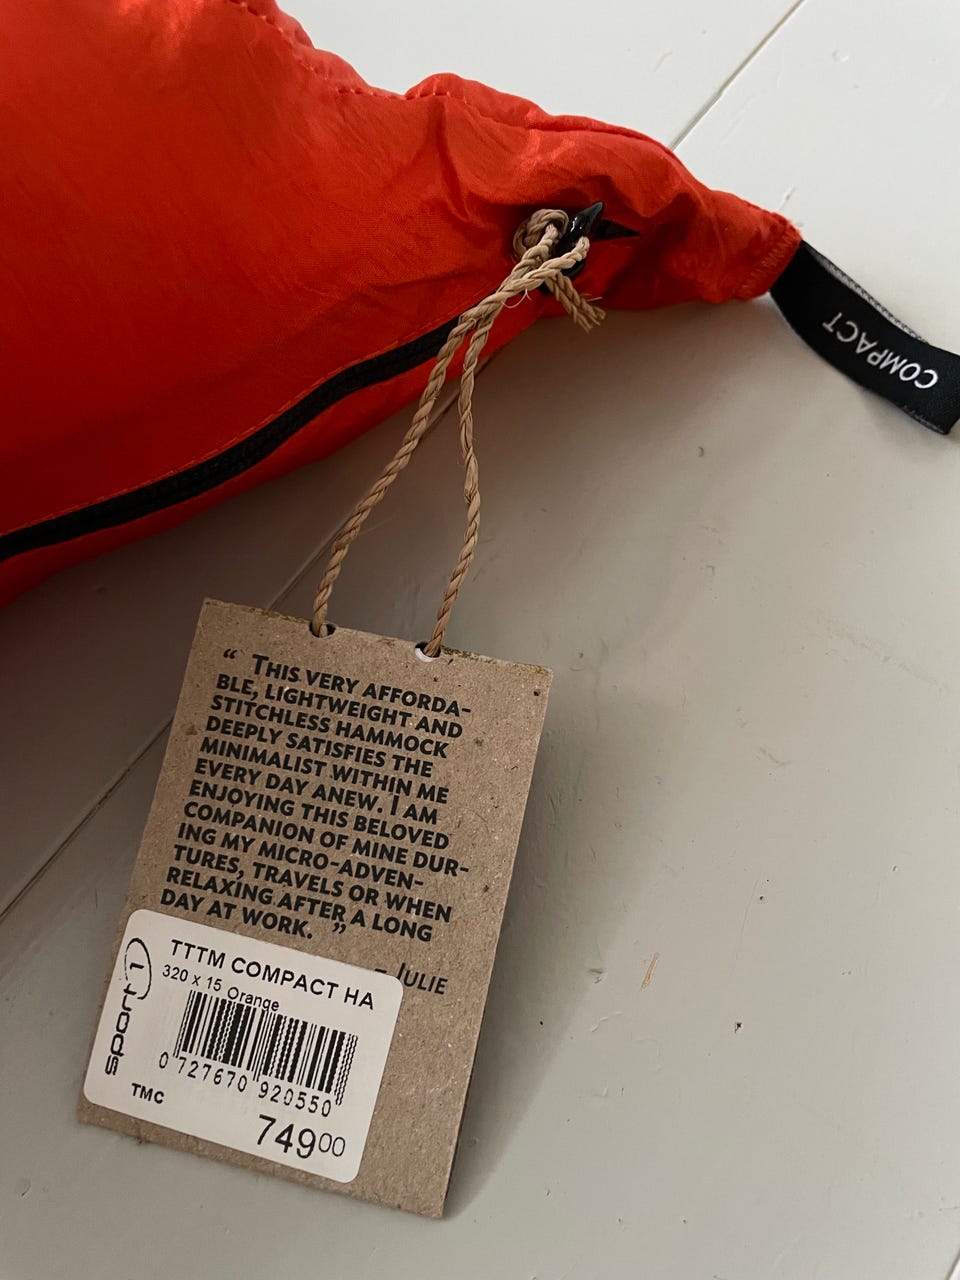 COMPACT
“ THIS VERY AFFORDA-
BLE, LIGHTWEIGHT AND
STITCHLESS HAMMOCK
DEEPLY SATISFIES THE
MINIMALIST WITHIN ME
EVERY DAY ANEW. I AM
ENJOYING THIS BELOVED
COMPANION OF MINE DUR-
ING MY MICRO-ADVEN-
TURES, TRAVELS OR WHEN
RELAXING AFTER A LONG
DAY AT WORK. ”
- JULIE
sport 1
TTTM COMPACT HA
320 x 15 Orange
0 727670 920550
TMC
74900